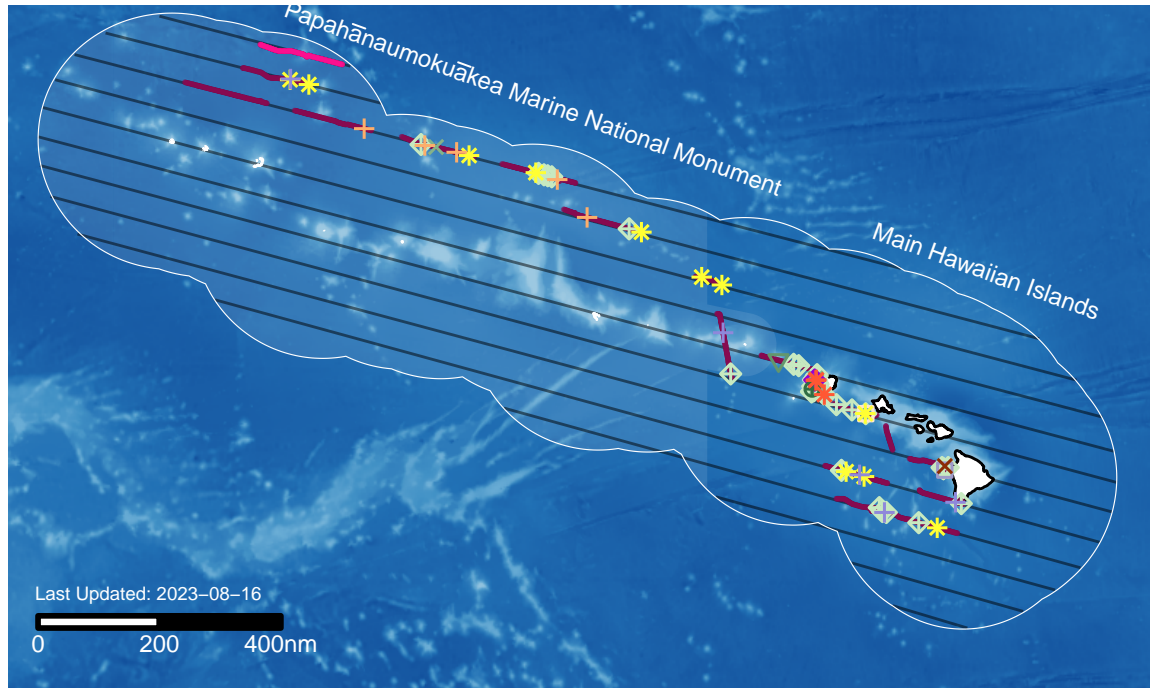 Papahānaumokuākea Marine National Monument
Main Hawaiian Islands
Last Updated: 2023−08−16
0 200 400nm